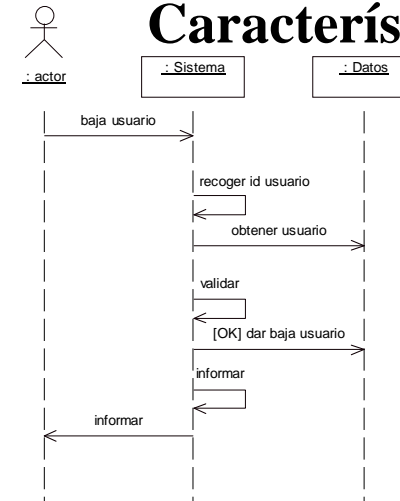 Caracterís
: actor
: Sistema
: Datos
baja usuario
recoger id usuario
obtener usuario
validar
[OK] dar baja usuario
informar
informar